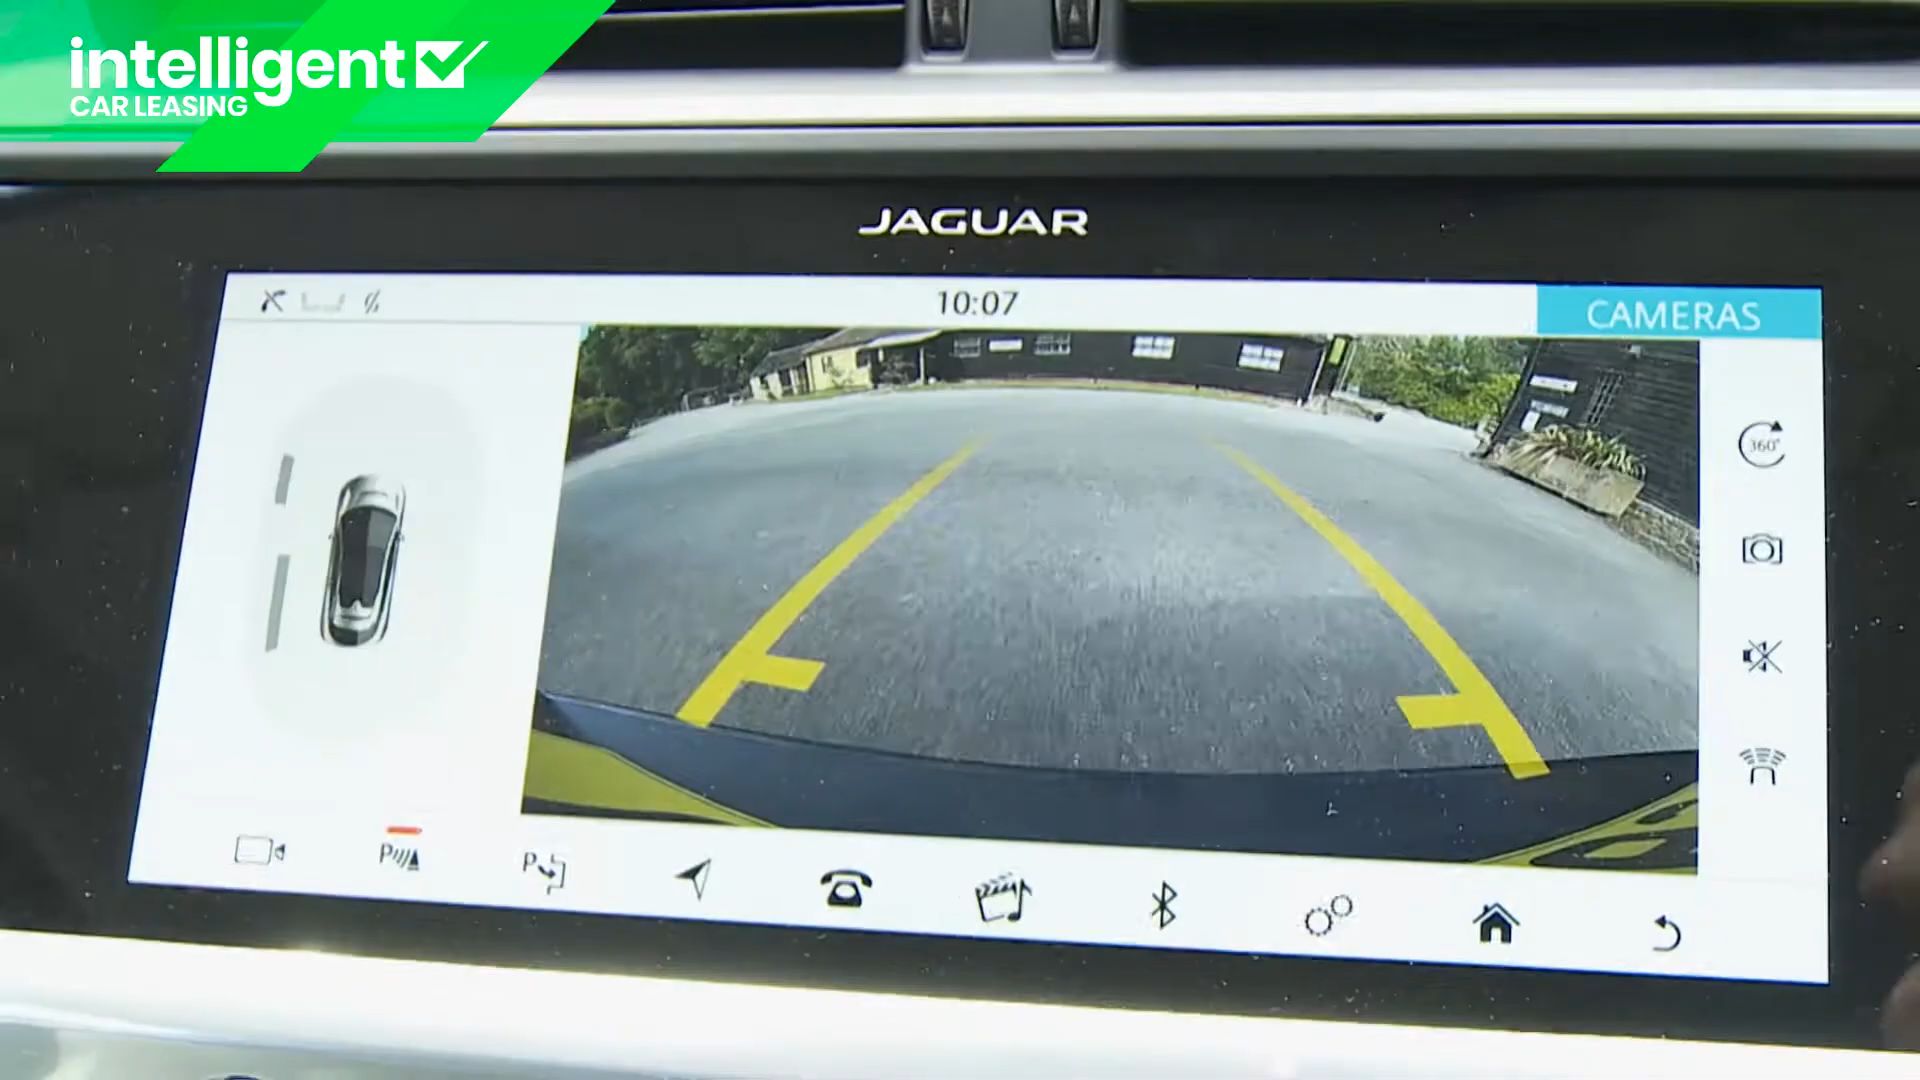 intelligent
CAR LEASING
JAGUAR
10:07
CAMERAS
360°
P
P